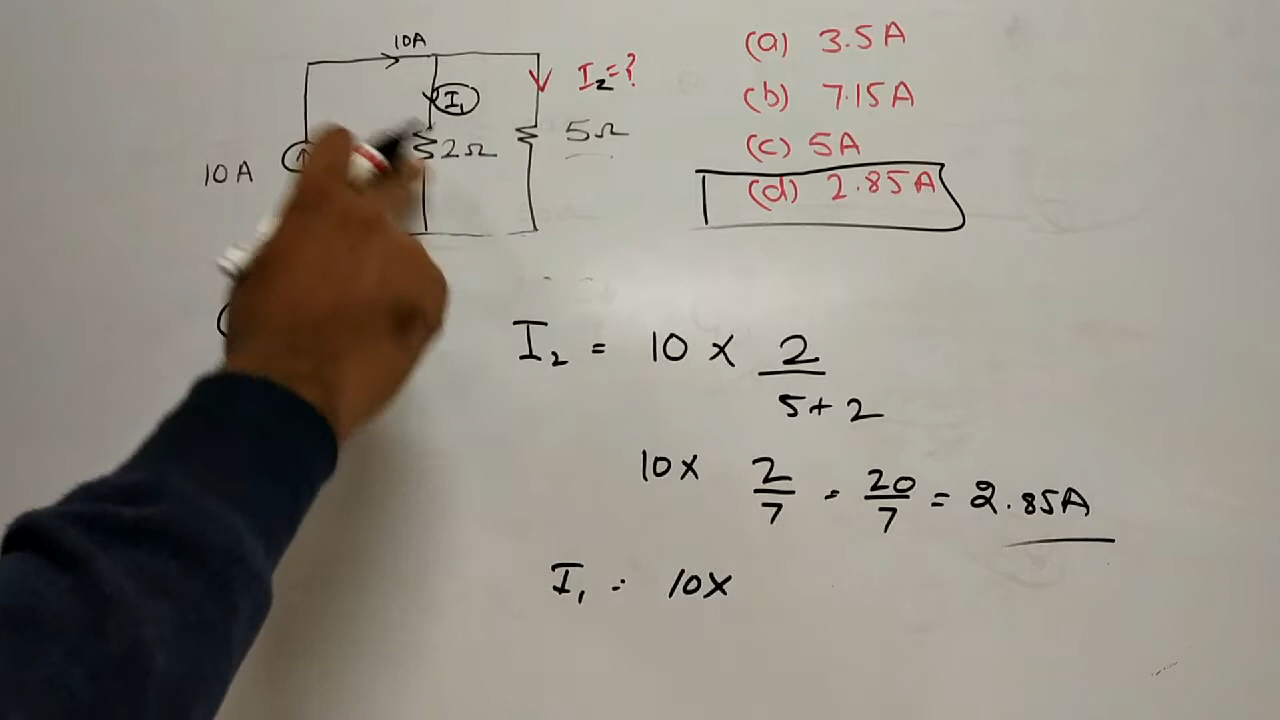 10A
I₁
I₂=?
10A
2Ω
5Ω
(a) 3.5A
(b) 7.15A
(c) 5A
(d) 2.85A
I₂ = 10 × 2/5+2
10× 2/7 = 20/7 = 2.85A
I₁ = 10×